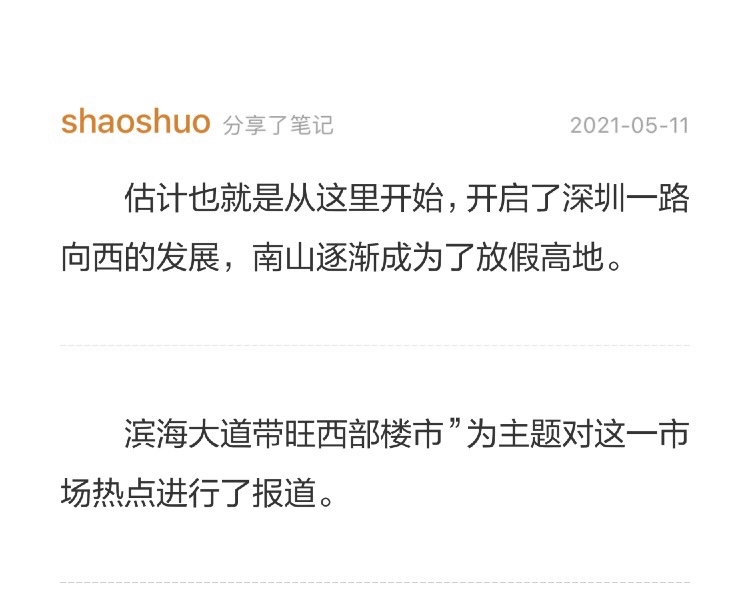 shaoshuo 分享了笔记 2021-05-11
估计也就是从这里开始,开启了深圳一路
向西的发展，南山逐渐成为了放假高地。
滨海大道带旺西部楼市”为主题对这一市
场热点进行了报道。